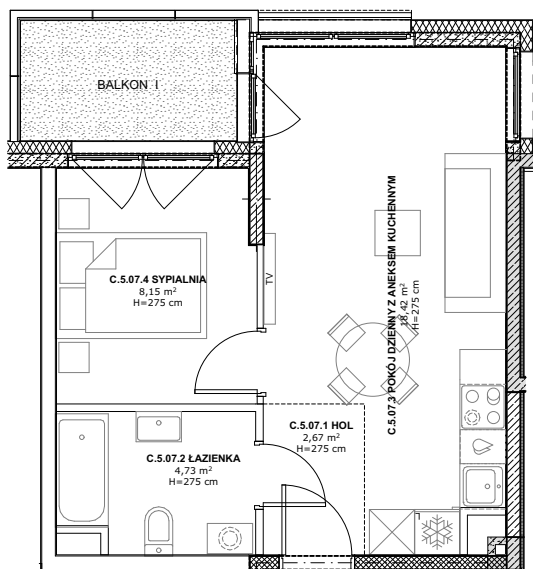 BALKON I
C.5.07.4 SYPIALNIA
8,15 m²
H=275 cm
TV
C.5.07.3 POKÓJ DZIENNY Z ANEKSEM KUCHENNYM
18,42 m²
H=275 cm
C.5.07.1 HOL
2,67 m²
H=275 cm
C.5.07.2 ŁAZIENKA
4,73 m²
H=275 cm